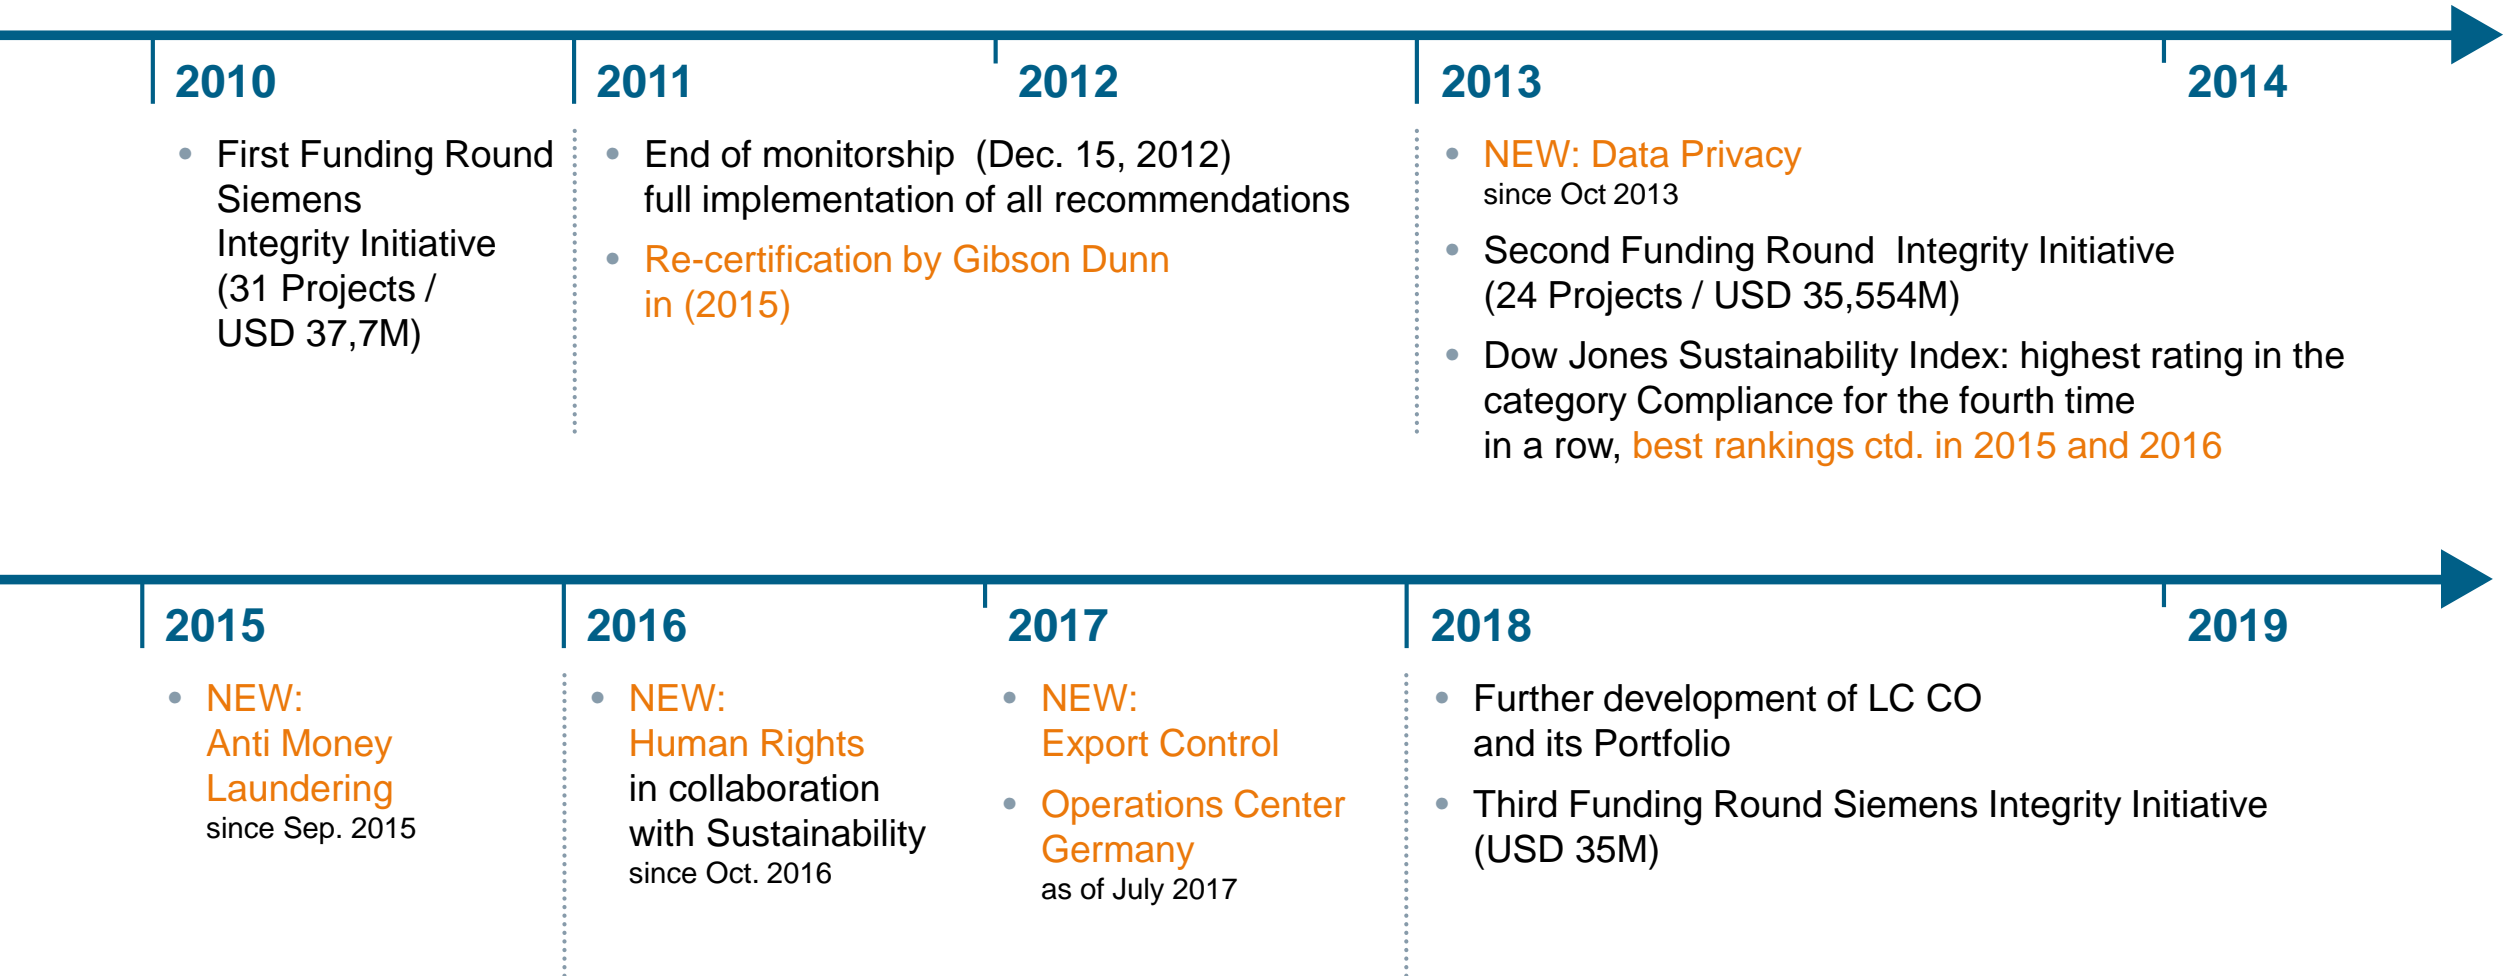 2010
2011
2012
2013
2014
• First Funding Round
Siemens
Integrity Initiative
(31 Projects /
USD 37,7M)
• End of monitorship (Dec. 15, 2012)
full implementation of all recommendations
• Re-certification by Gibson Dunn
in (2015)
• NEW: Data Privacy
since Oct 2013
• Second Funding Round Integrity Initiative
(24 Projects / USD 35,554M)
• Dow Jones Sustainability Index: highest rating in the
category Compliance for the fourth time
in a row, best rankings ctd. in 2015 and 2016
2015
2016
2017
2018
2019
• NEW:
Anti Money
Laundering
since Sep. 2015
• NEW:
Human Rights
in collaboration
with Sustainability
since Oct. 2016
• NEW:
Export Control
• Operations Center
Germany
as of July 2017
• Further development of LC CO
and its Portfolio
• Third Funding Round Siemens Integrity Initiative
(USD 35M)